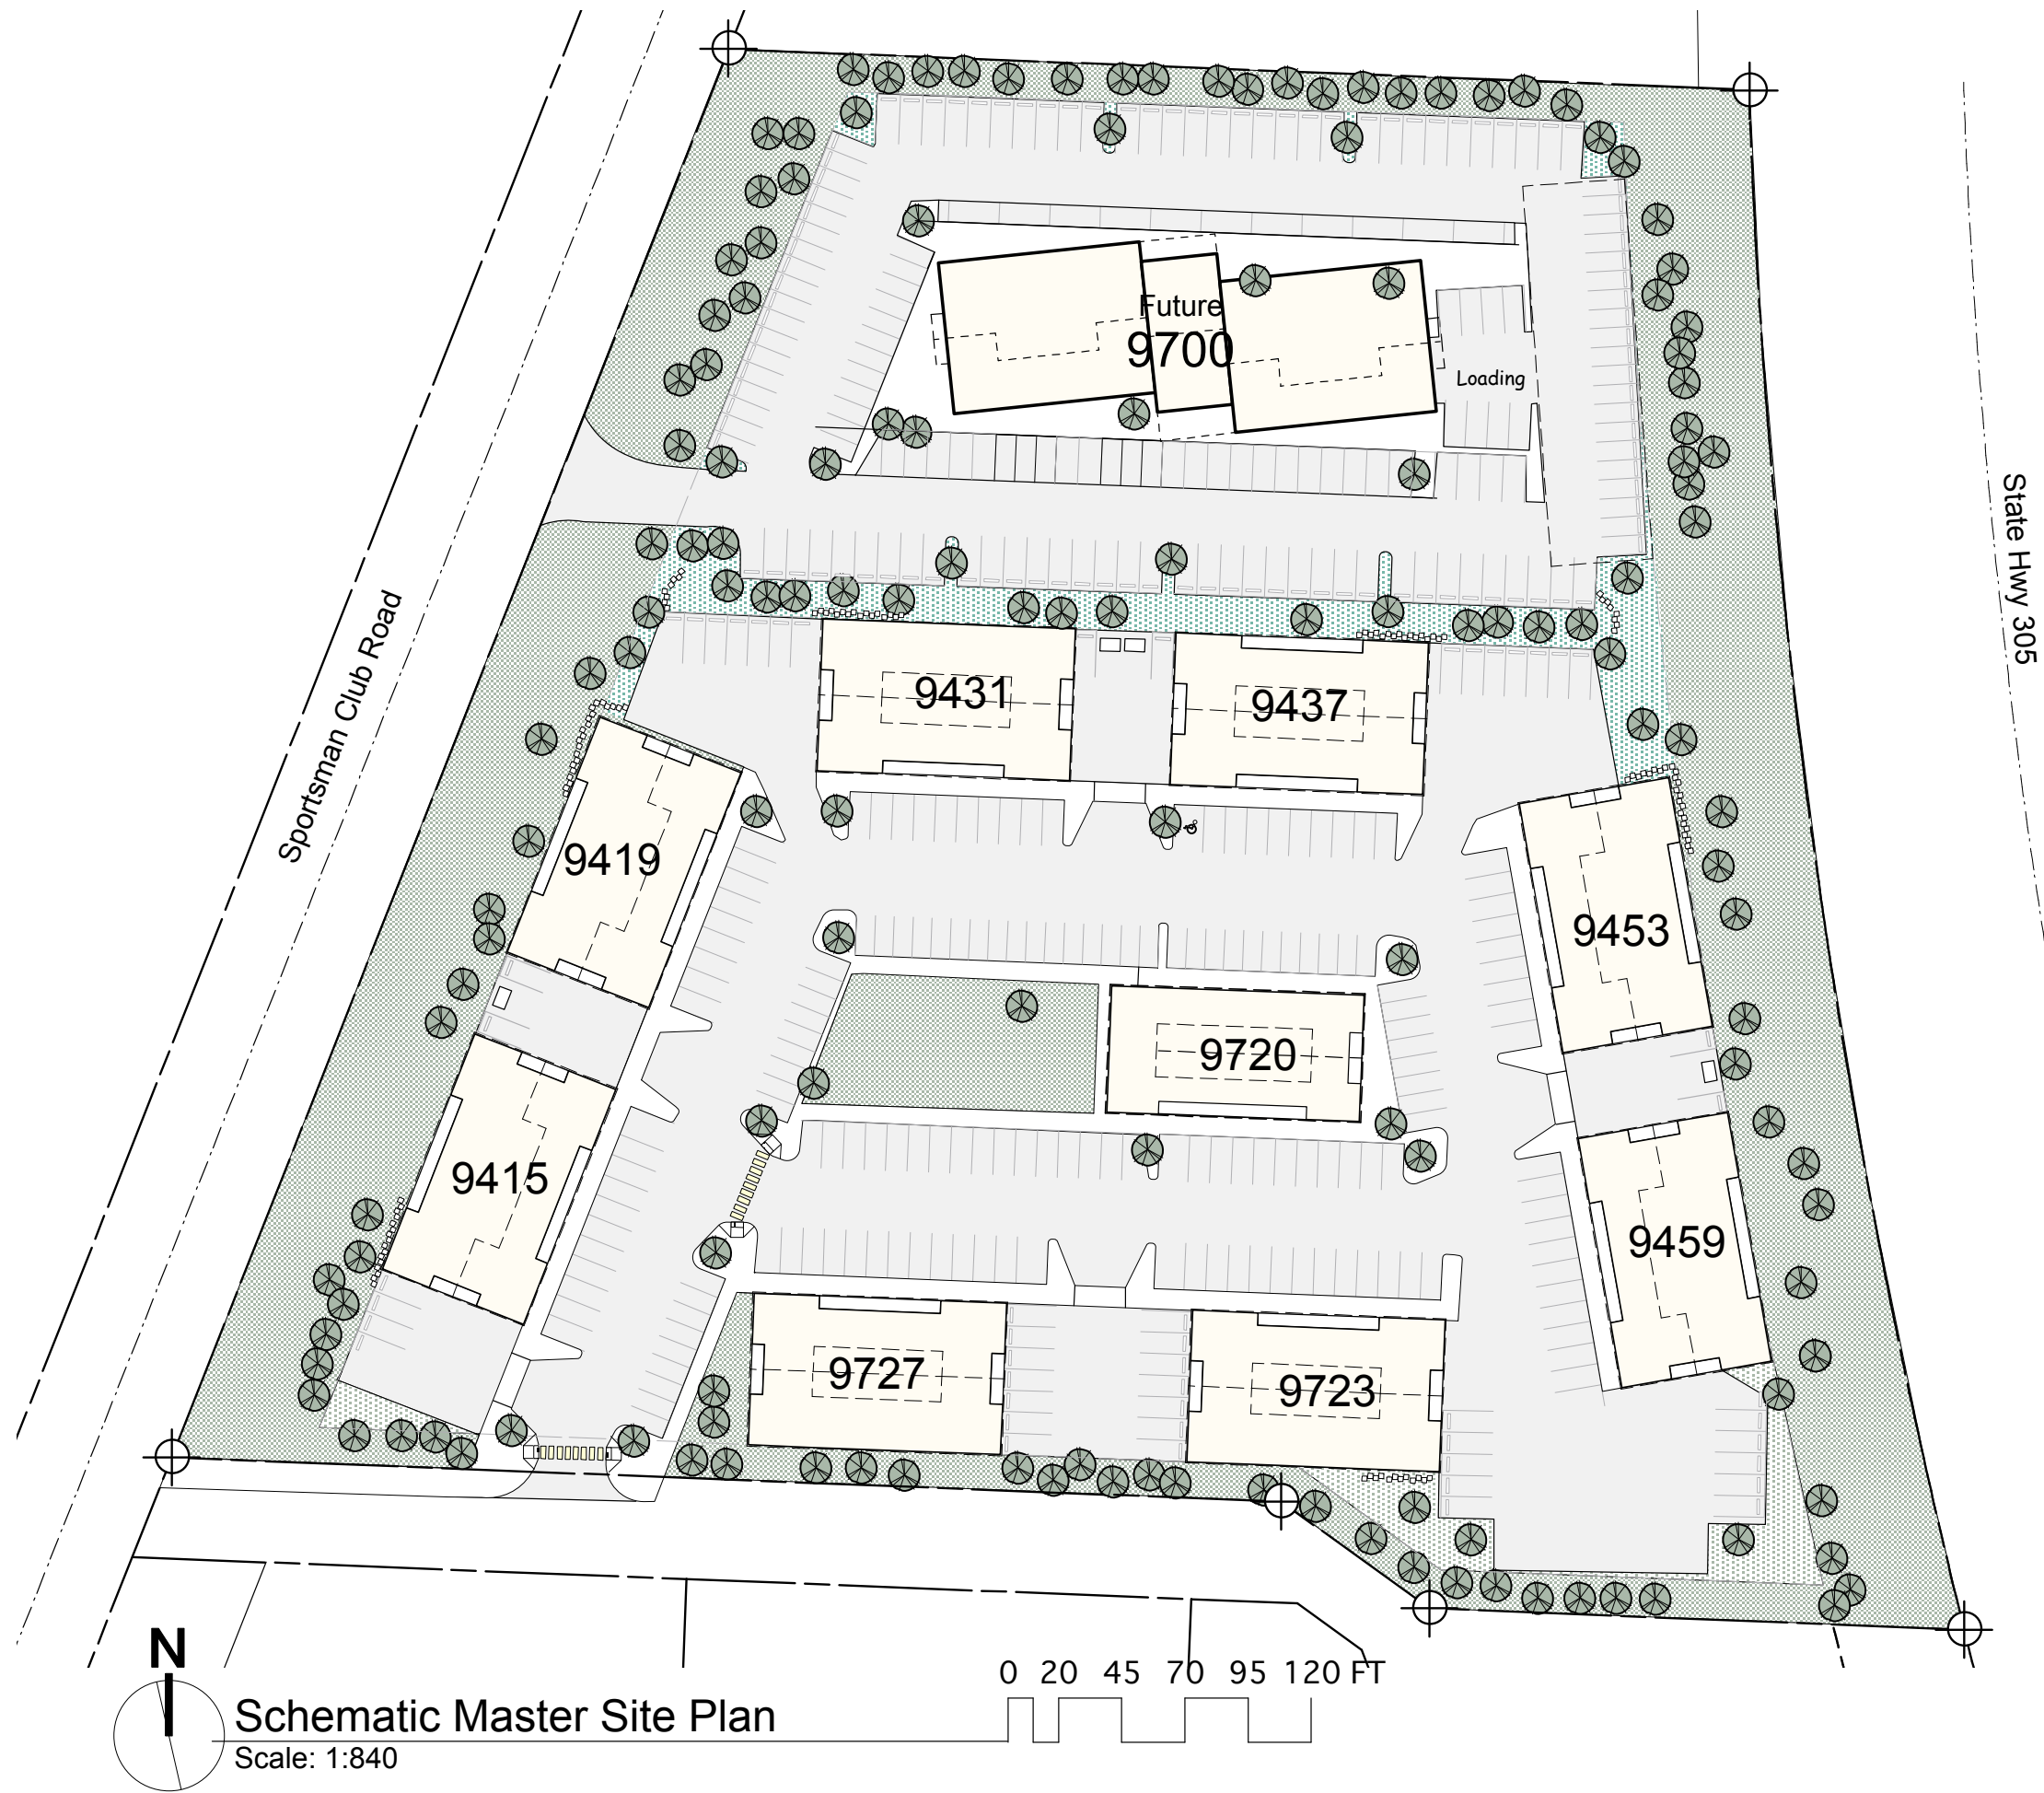 Future
9700
Loading
State Hwy 305
Sportsman Club Road
9431
9437
9419
9453
9720
9415
9459
9727
9723
N
0 20 45 70 95 120 FT
Schematic Master Site Plan
Scale: 1:840